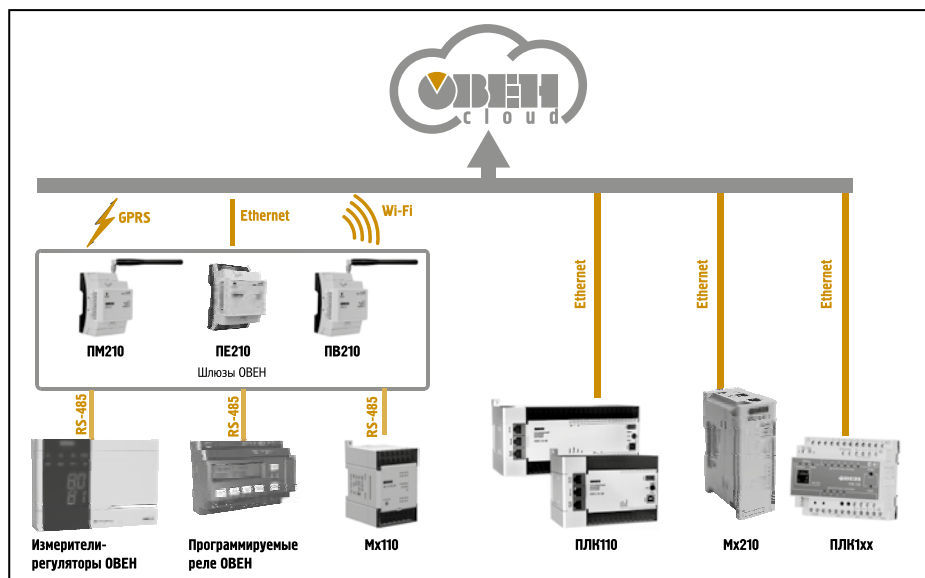 ОВЕН
cloud
GPRS
Ethernet
Wi-Fi
Ethernet
Ethernet
Ethernet
ПМ210
ПЕ210
ПВ210
Шлюзы ОВЕН
RS-485
RS-485
RS-485
Измерители-
регуляторы ОВЕН
Программируемые
реле ОВЕН
Мх110
ПЛК110
Мх210
ПЛК1хх